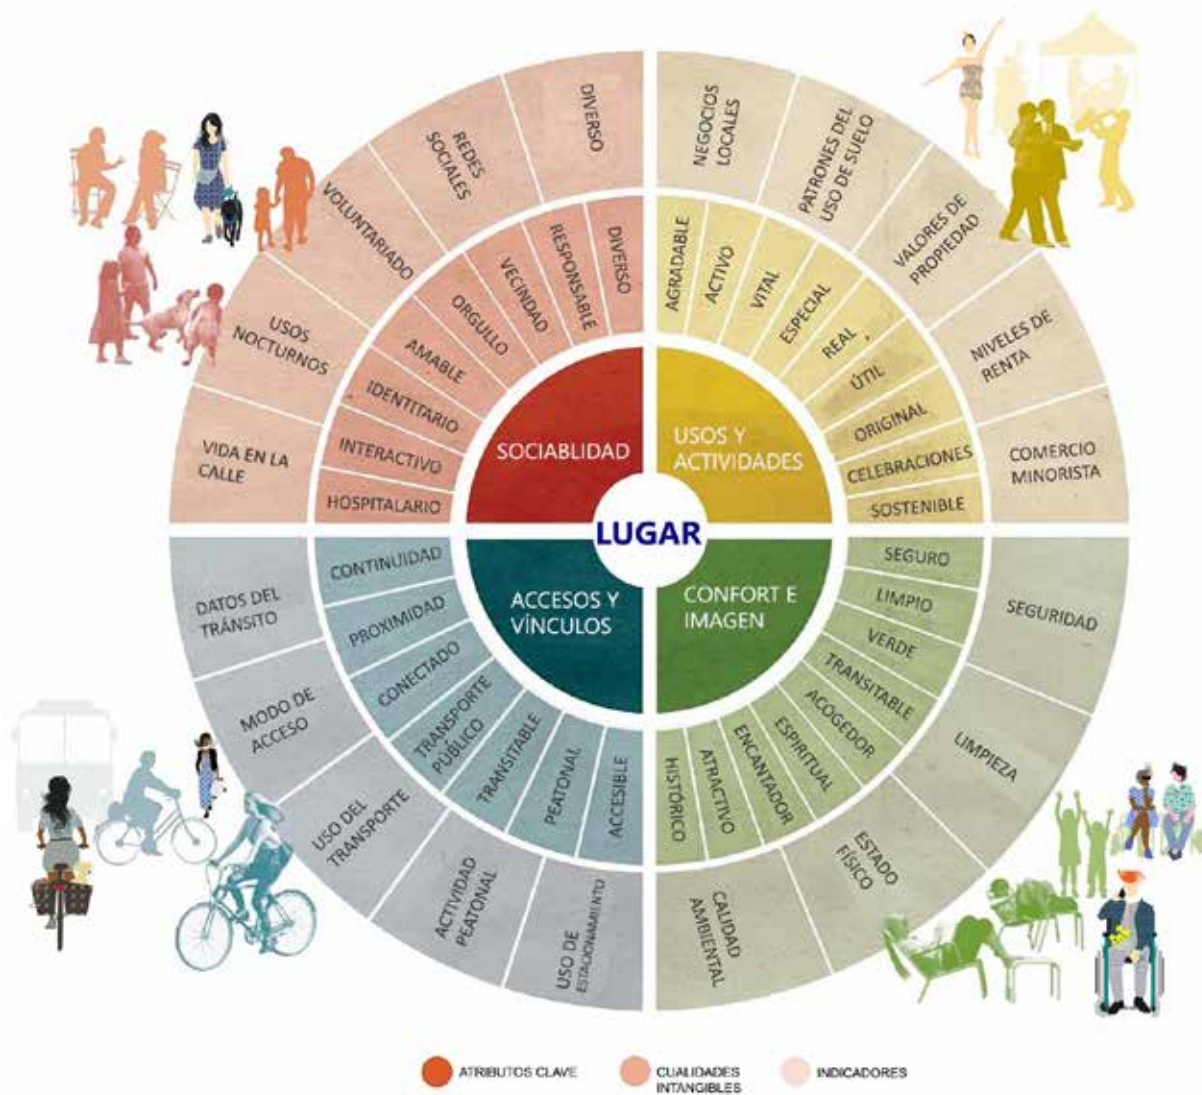 DIVERSO
REDES
SOCIALES
VOLUNTARIADO
USOS
NOCTURNOS
VIDA EN LA
CALLE
DIVERSO
RESPONSABLE
VECINDAD
ORGULLO
AMABLE
IDENTITARIO
INTERACTIVO
HOSPITALARIO
SOCIABLIDAD
NEGOCIOS
LOCALES
PATRONES DEL
USO DE SUELO
VALORES DE
PROPIEDAD
NIVELES DE
RENTA
COMERCIO
MINORISTA
AGRADABLE
ACTIVO
VITAL
ESPECIAL
REAL
ÚTIL
ORIGINAL
CELEBRACIONES
SOSTENIBLE
USOS Y
ACTIVIDADES
LUGAR
ACCESOS Y
VÍNCULOS
CONTINUIDAD
PROXIMIDAD
CONECTADO
TRANSPORTE
PÚBLICO
TRANSITABLE
PEATONAL
ACCESIBLE
DATOS DEL
TRÁNSITO
MODO DE
ACCESO
USO DEL
TRANSPORTE
ACTIVIDAD
PEATONAL
USO DE
ESTACIONAMIENTO
CONFORT E
IMAGEN
SEGURO
LIMPIO
VERDE
TRANSITABLE
ACOGEDOR
ESPIRITUAL
ENCANTADOR
ATRACTIVO
HISTÓRICO
SEGURIDAD
LIMPIEZA
ESTADO
FÍSICO
CALIDAD
AMBIENTAL
ATRIBUTOS CLAVE
CUALIDADES
INTANGIBLES
INDICADORES